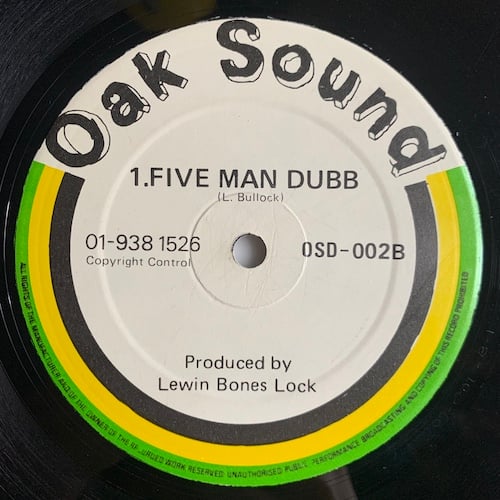 Oak Sound
1.FIVE MAN DUBB
(L. Bullock)
01-938 1526
Copyright Control
OSD-002B
Produced by
Lewin Bones Lock
ALL RIGHTS OF THE MANUFACTURER AND OF THE OWNER OF THE RECORDED WORK RESERVED UNAUTHORISED PUBLIC PERFORMANCE BROADCASTING AND COPYING OF THIS RECORD PROHIBITED